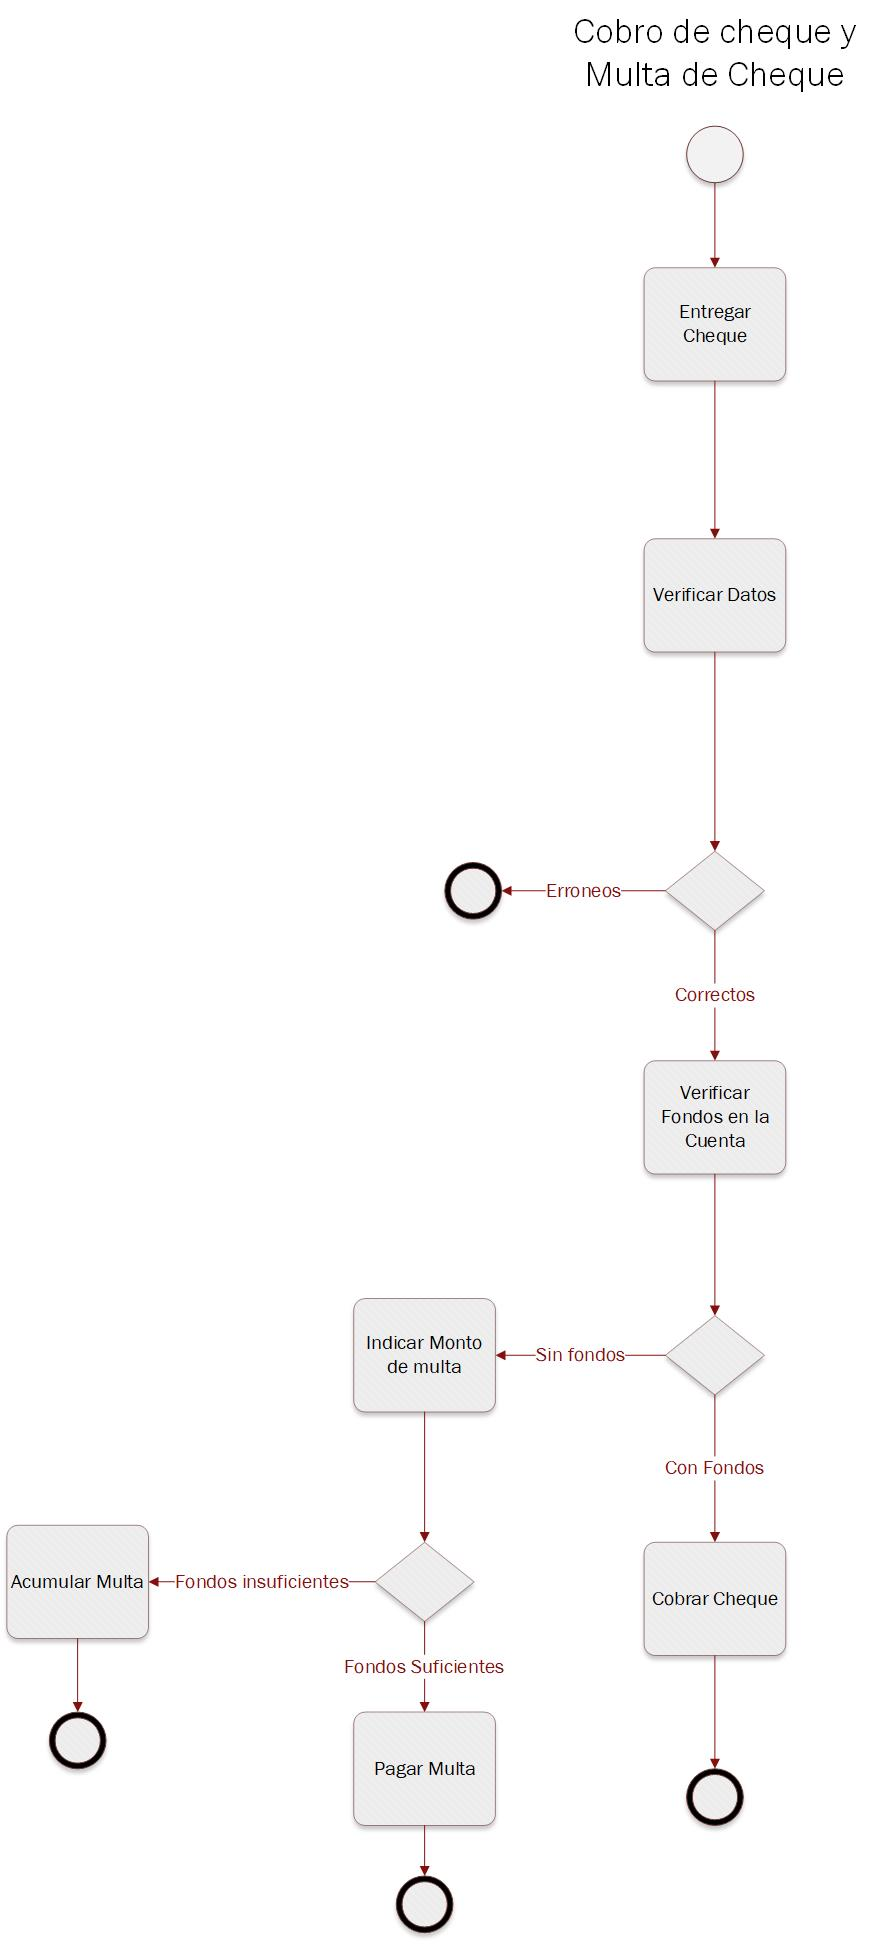 Cobro de cheque y
Multa de Cheque
Entregar
Cheque
Verificar Datos
Erroneos
Correctos
Verificar
Fondos en la
Cuenta
Indicar Monto
de multa
Sin fondos
Con Fondos
Acumular Multa
Fondos insuficientes
Cobrar Cheque
Fondos Suficientes
Pagar Multa